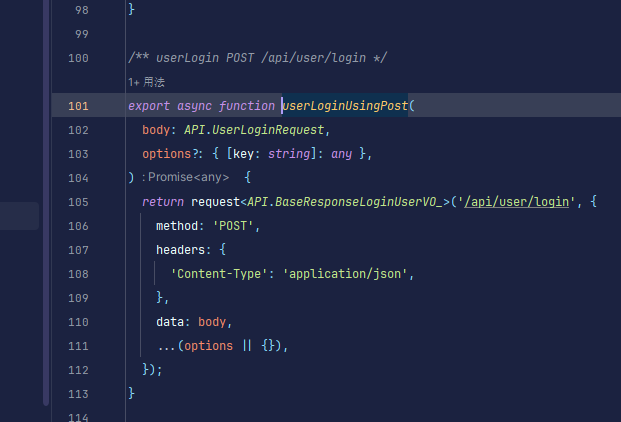 98 }
99
100 /** userLogin POST /api/user/login */
1+ 用法
101 export async function userLoginUsingPost(
102 body: API.UserLoginRequest,
103 options?: { [key: string]: any },
104 ) : Promise<any> {
105 return request<API.BaseResponseLoginUserVO_>('/api/user/login', {
106 method: 'POST',
107 headers: {
108 'Content-Type': 'application/json',
109 },
110 data: body,
111 ...(options || {}),
112 });
113 }
114